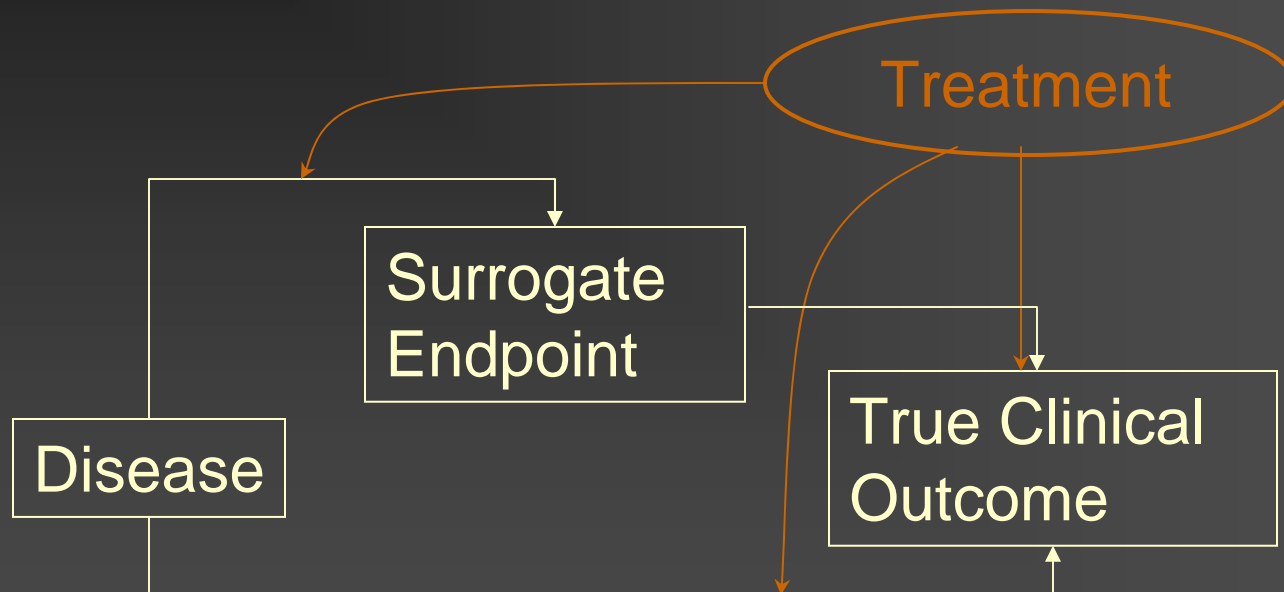 Treatment
Surrogate
Endpoint
True Clinical
Outcome
Disease